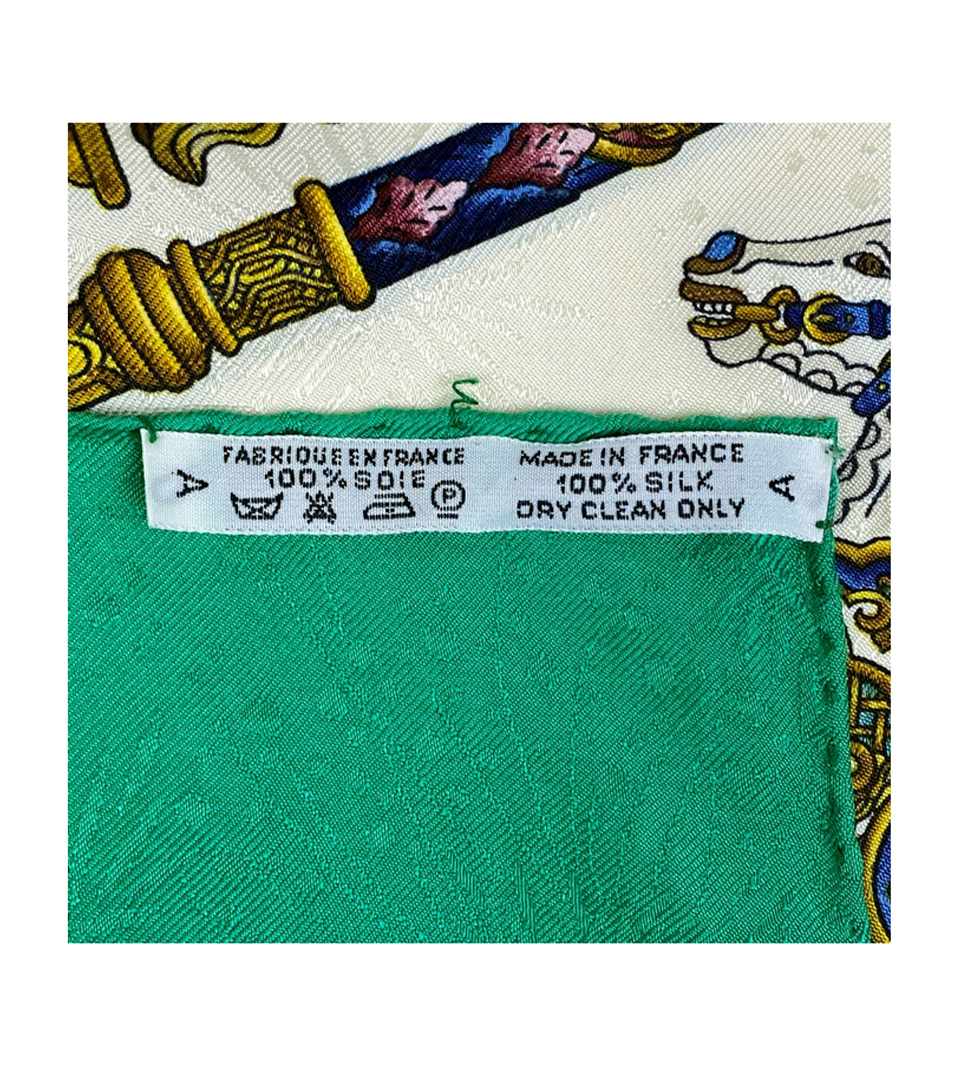 A
FABRIQUE EN FRANCE
100% SOIE
P
MADE IN FRANCE
100% SILK
DRY CLEAN ONLY
A